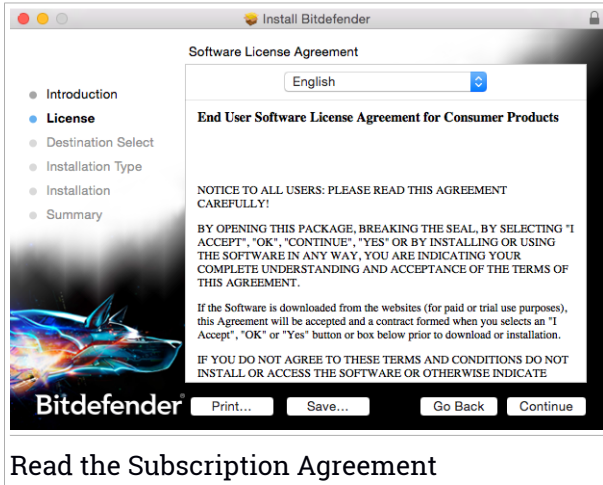 Install Bitdefender
Software License Agreement
English
Introduction
License
Destination Select
Installation Type
Installation
Summary
End User Software License Agreement for Consumer Products
NOTICE TO ALL USERS: PLEASE READ THIS AGREEMENT
CAREFULLY!
BY OPENING THIS PACKAGE, BREAKING THE SEAL, BY SELECTING "I
ACCEPT", "OK", "CONTINUE", "YES" OR BY INSTALLING OR USING
THE SOFTWARE IN ANY WAY, YOU ARE INDICATING YOUR
COMPLETE UNDERSTANDING AND ACCEPTANCE OF THE TERMS OF
THIS AGREEMENT.
If the Software is downloaded from the websites (for paid or trial use purposes),
this Agreement will be accepted and a contract formed when you selects an "I
Accept", "OK" or "Yes" button or box below prior to download or installation.
IF YOU DO NOT AGREE TO THESE TERMS AND CONDITIONS DO NOT
INSTALL OR ACCESS THE SOFTWARE OR OTHERWISE INDICATE
Bitdefender
Print... Save... Go Back Continue
Read the Subscription Agreement